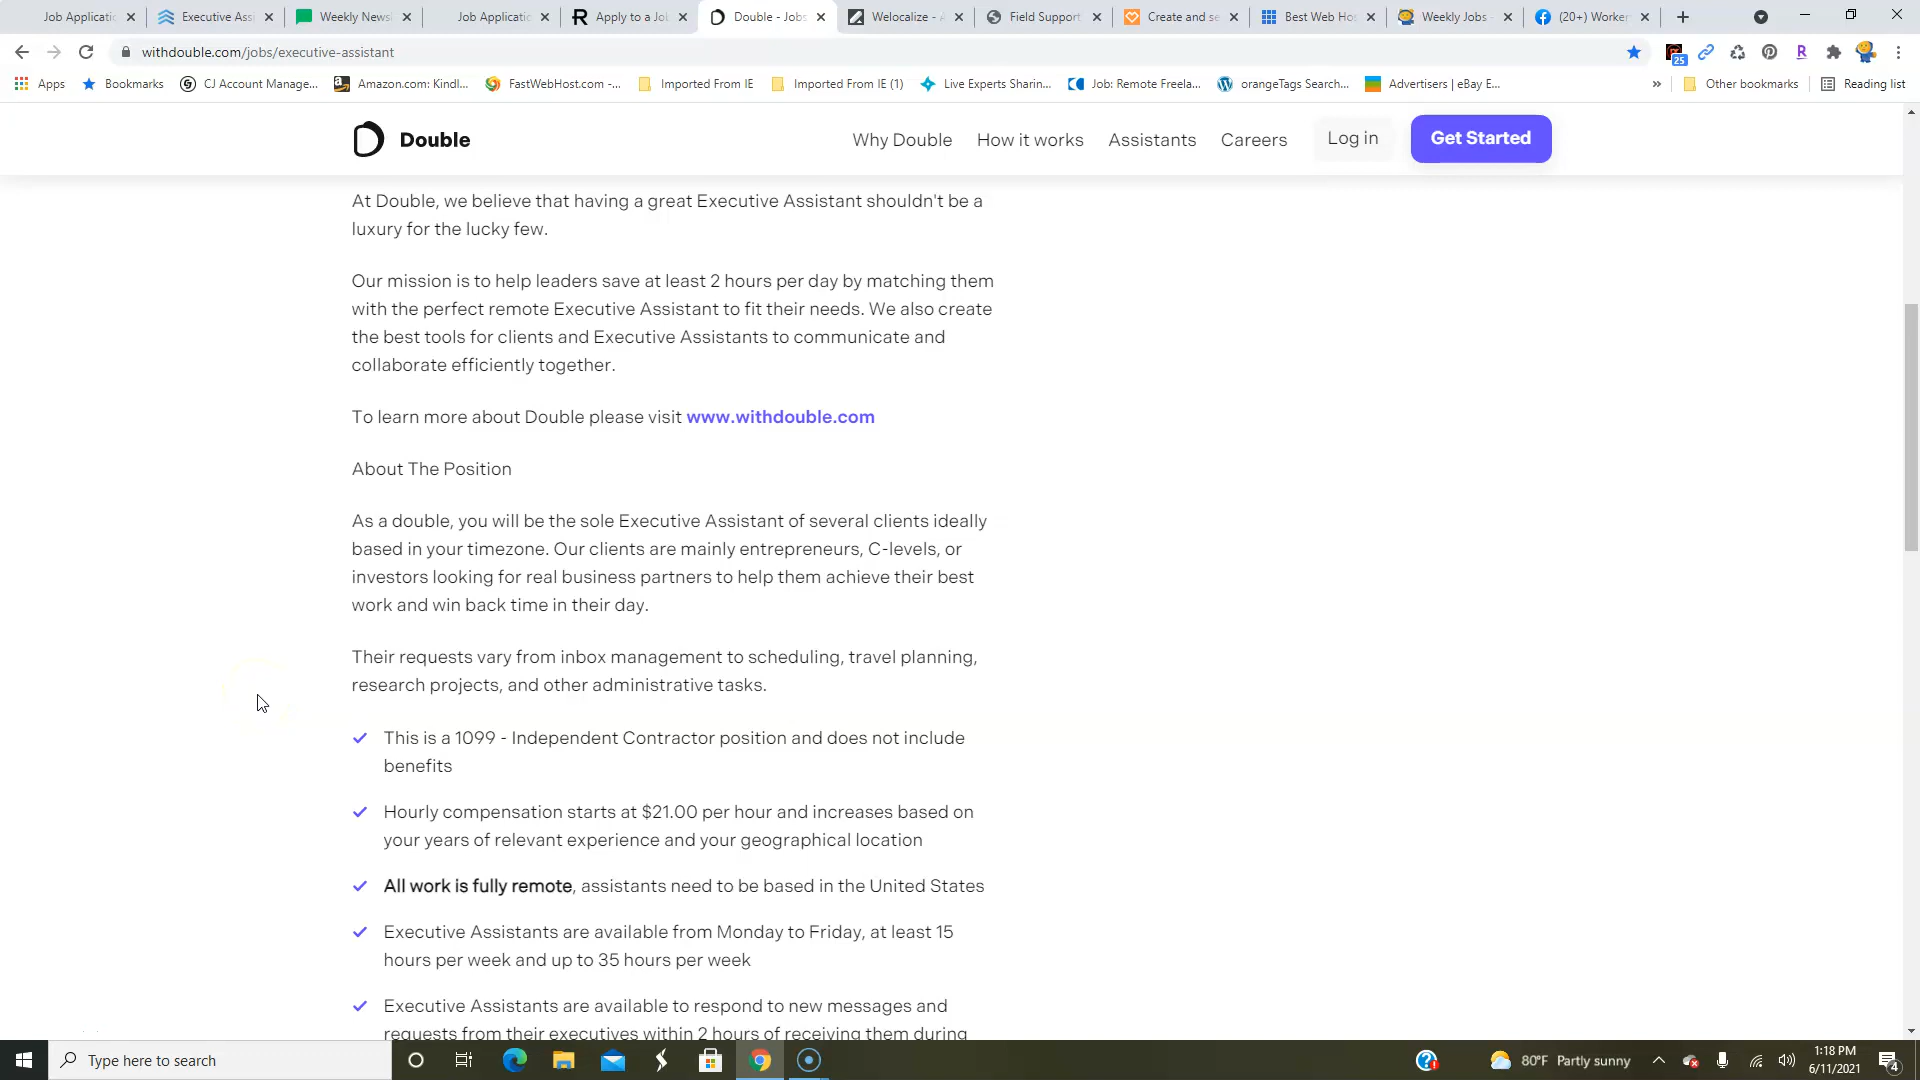 Job Applicatic
Executive Ass
Weekly News
Job Applicatic
Apply to a Jo
Double - Jobs
Welocalize - A
Field Support
Create and se
Best Web Ho
Weekly Jobs -
(20+) Worke
withdouble.com/jobs/executive-assistant
25
Apps
Bookmarks
CJ Account Manage...
Amazon.com: Kindl...
FastWebHost.com -...
Imported From IE
Imported From IE (1)
Live Experts Sharin...
Job: Remote Freela...
orangeTags Search...
Advertisers | eBay E...
»
Other bookmarks
Reading list
Double
Why Double
How it works
Assistants
Careers
Log in
Get Started
At Double, we believe that having a great Executive Assistant shouldn't be a
luxury for the lucky few.
Our mission is to help leaders save at least 2 hours per day by matching them
with the perfect remote Executive Assistant to fit their needs. We also create
the best tools for clients and Executive Assistants to communicate and
collaborate efficiently together.
To learn more about Double please visit www.withdouble.com
About The Position
As a double, you will be the sole Executive Assistant of several clients ideally
based in your timezone. Our clients are mainly entrepreneurs, C-levels, or
investors looking for real business partners to help them achieve their best
work and win back time in their day.
Their requests vary from inbox management to scheduling, travel planning,
research projects, and other administrative tasks.
This is a 1099 - Independent Contractor position and does not include
benefits
Hourly compensation starts at $21.00 per hour and increases based on
your years of relevant experience and your geographical location
All work is fully remote, assistants need to be based in the United States
Executive Assistants are available from Monday to Friday, at least 15
hours per week and up to 35 hours per week
Executive Assistants are available to respond to new messages and
requests from their executives within 2 hours of receiving them during
Type here to search
80°F Partly sunny
1:18 PM
6/11/2021
4